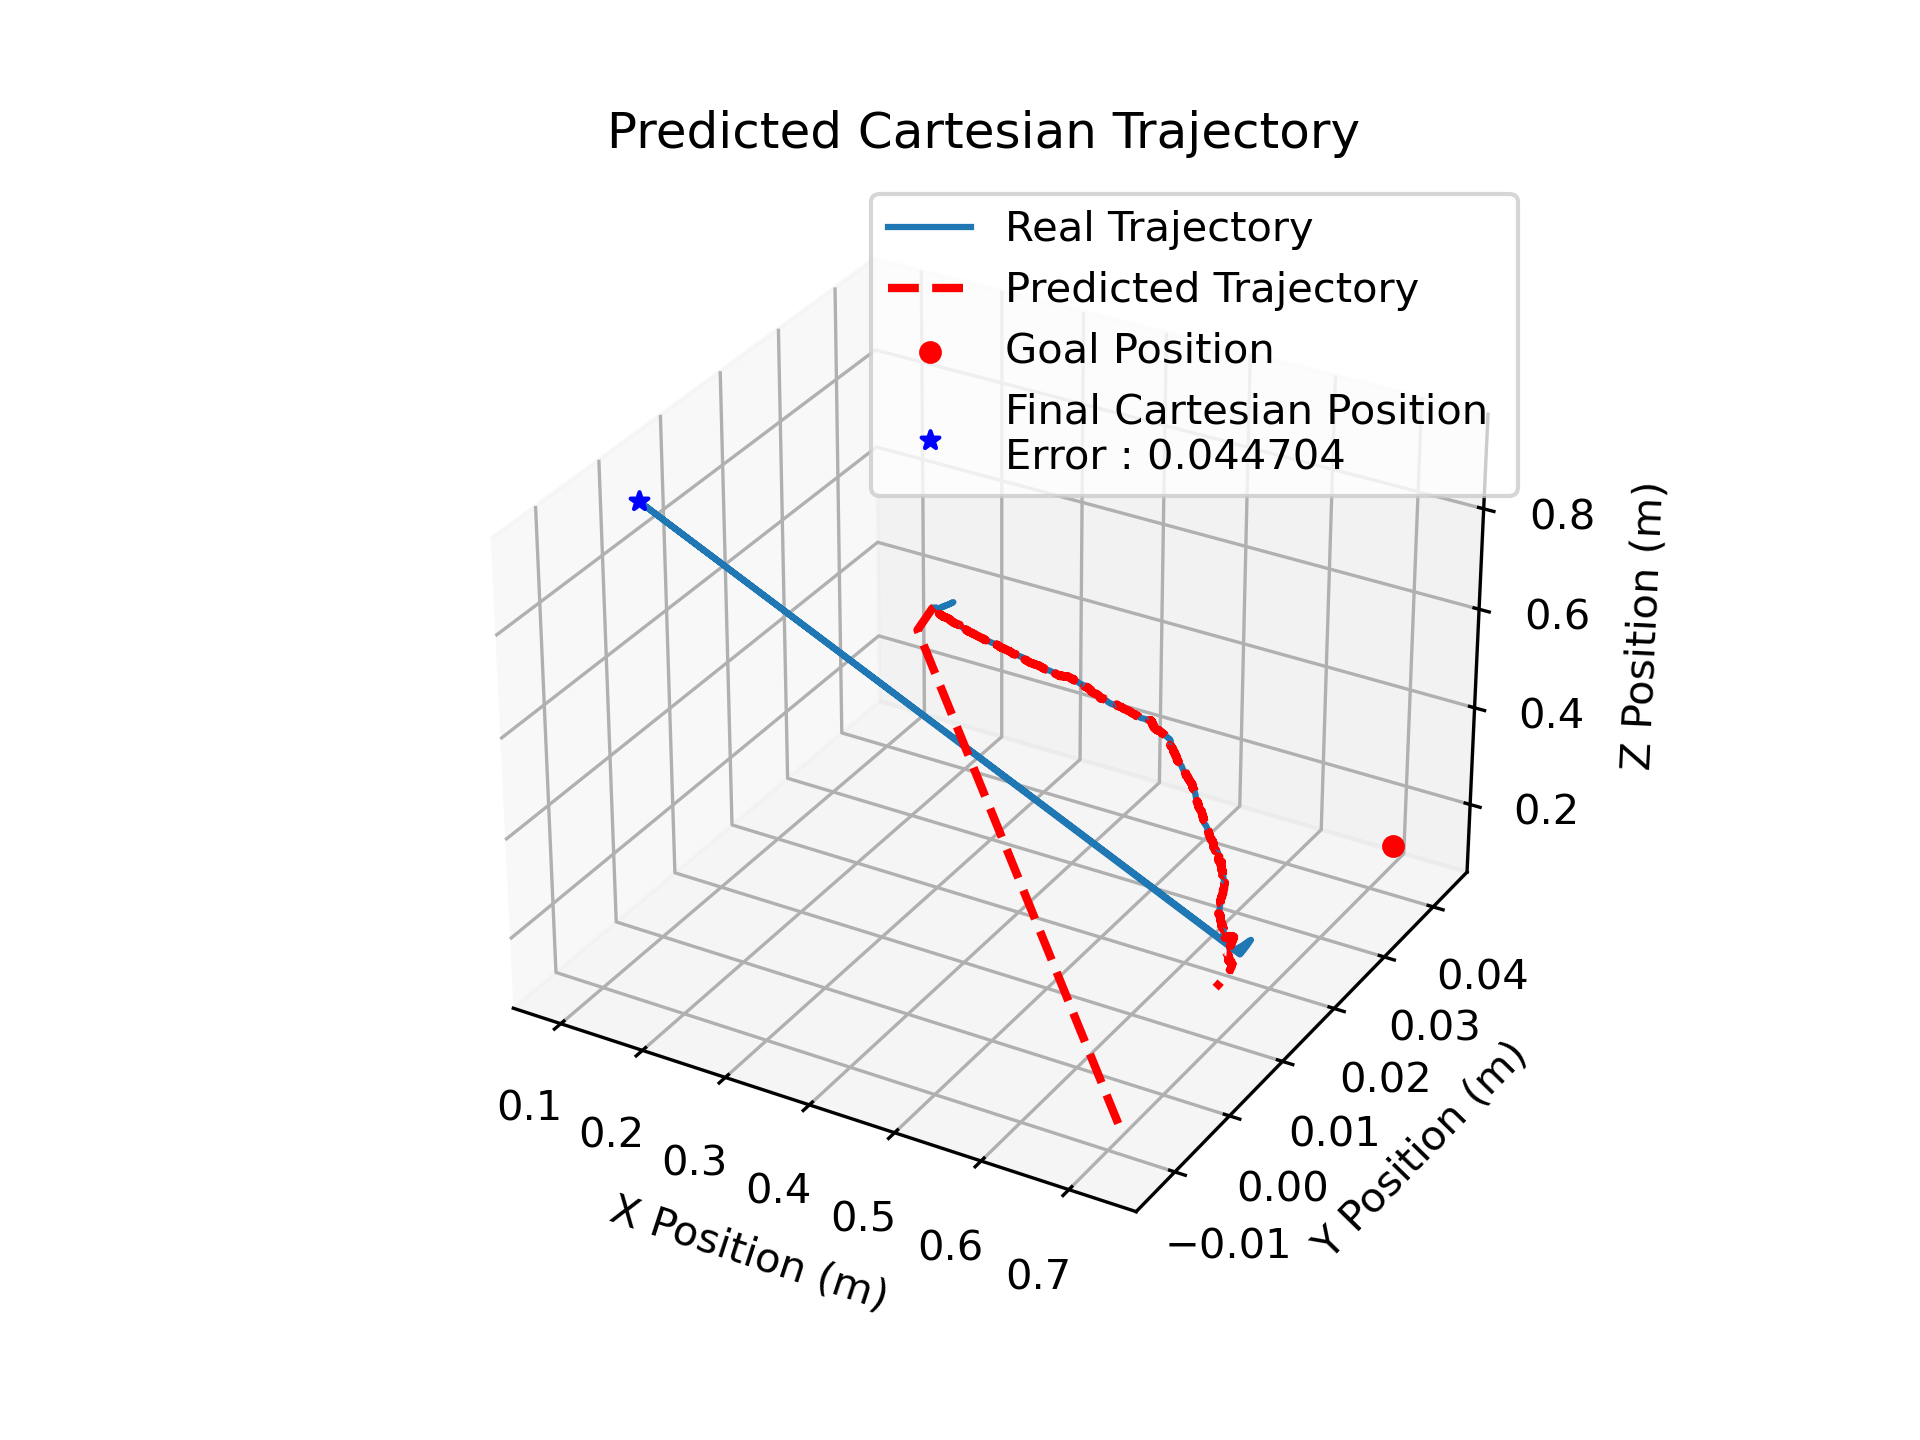 Predicted Cartesian Trajectory
Real Trajectory
Predicted Trajectory
Goal Position
Final Cartesian Position
Error : 0.044704
0.8
0.6
0.4
0.2
Z Position (m)
0.04
0.03
0.02
0.01
0.00
−0.01
Y Position (m)
0.1
0.2
0.3
0.4
0.5
0.6
0.7
X Position (m)